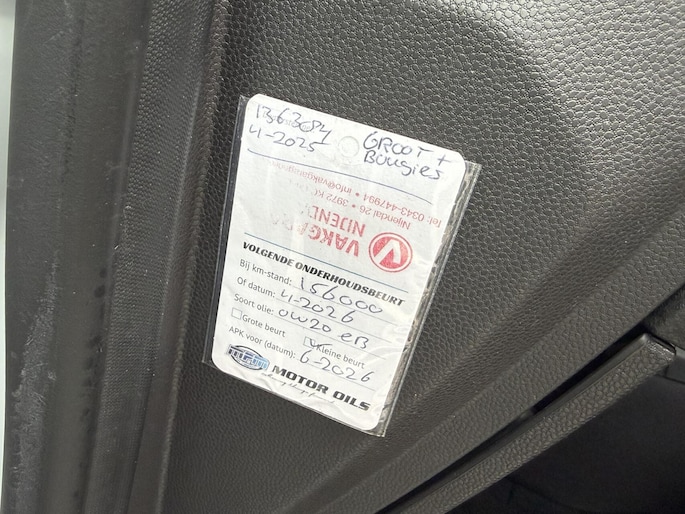 136384 GROOT +
4-2025 Bougies
Tel: 0343-447994 • info@vakgarage
Nijendal 26 • 3972 K
NIJEND
VAKGA
V
VOLGENDE ONDERHOUDSBEURT
Bij km-stand: 156000
Of datum: 4-2026
Soort olie: 0W20 eB
Grote beurt Kleine beurt
APK voor (datum): 6-2026
MPM MOTOR OILS